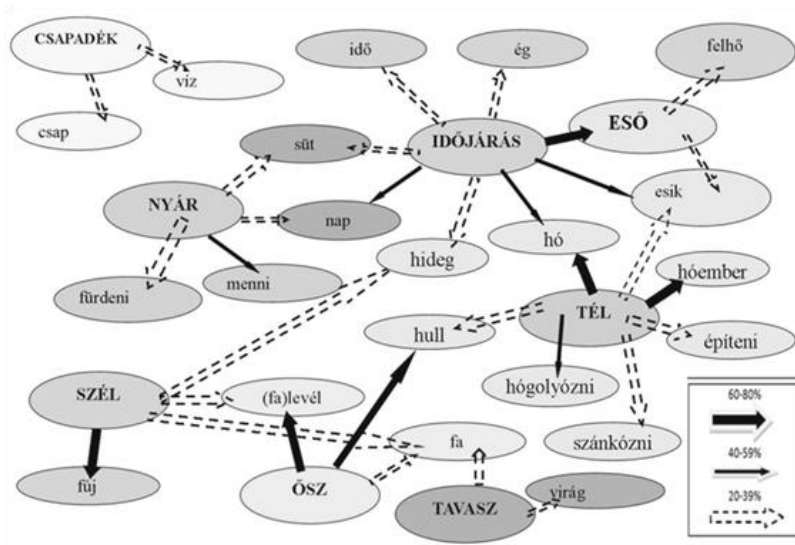 CSAPADÉK
víz
csap
idő
ég
felhő
süt
IDŐJÁRÁS
ESŐ
NYÁR
nap
esik
hó
hideg
fürdeni
menni
hóember
TÉL
hull
építeni
SZÉL
(fa)levél
hógolyózni
szánkózni
fa
fúj
ŐSZ
TAVASZ
virág
60-80%
40-59%
20-39%